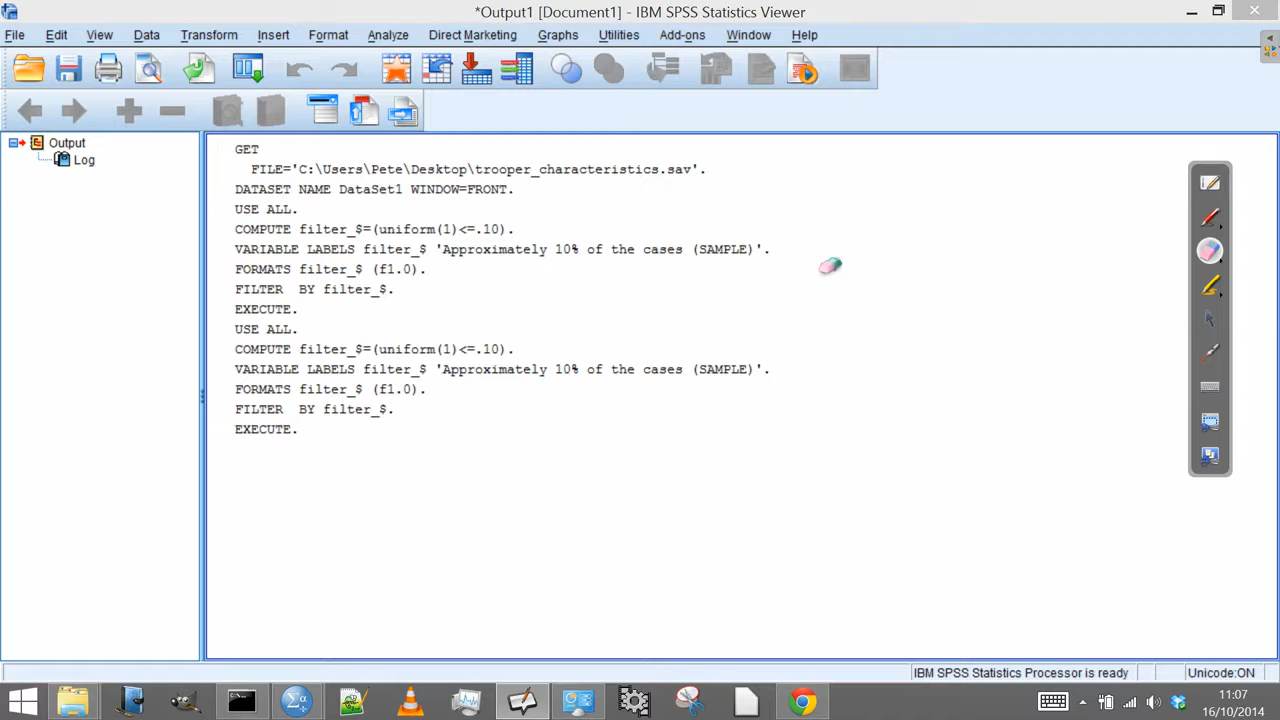 *Output1 [Document1] - IBM SPSS Statistics Viewer
File Edit View Data Transform Insert Format Analyze Direct Marketing Graphs Utilities Add-ons Window Help
Output
Log
GET
FILE='C:\Users\Pete\Desktop\trooper_characteristics.sav'.
DATASET NAME DataSet1 WINDOW=FRONT.
USE ALL.
COMPUTE filter_$=(uniform(1)<=.10).
VARIABLE LABELS filter_$ 'Approximately 10% of the cases (SAMPLE)'.
FORMATS filter_$ (f1.0).
FILTER  BY filter_$.
EXECUTE.
USE ALL.
COMPUTE filter_$=(uniform(1)<=.10).
VARIABLE LABELS filter_$ 'Approximately 10% of the cases (SAMPLE)'.
FORMATS filter_$ (f1.0).
FILTER  BY filter_$.
EXECUTE.
IBM SPSS Statistics Processor is ready Unicode:ON
11:07
16/10/2014